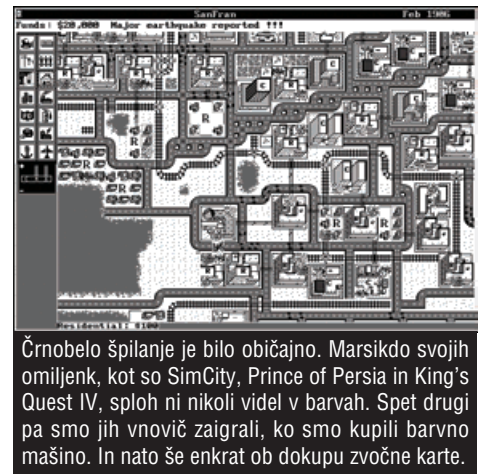 SanFran
Feb 1906
Funds: $20,000 Major earthquake reported !!!
C
C
R
R
R
R
R
Residential: $100
Črnobelo špilanje je bilo običajno. Marsikdo svojih
omiljenk, kot so SimCity, Prince of Persia in King's
Quest IV, sploh ni nikoli videl v barvah. Spet drugi
pa smo jih vnovič zaigrali, ko smo kupili barvno
mašino. In nato še enkrat ob dokupu zvočne karte.